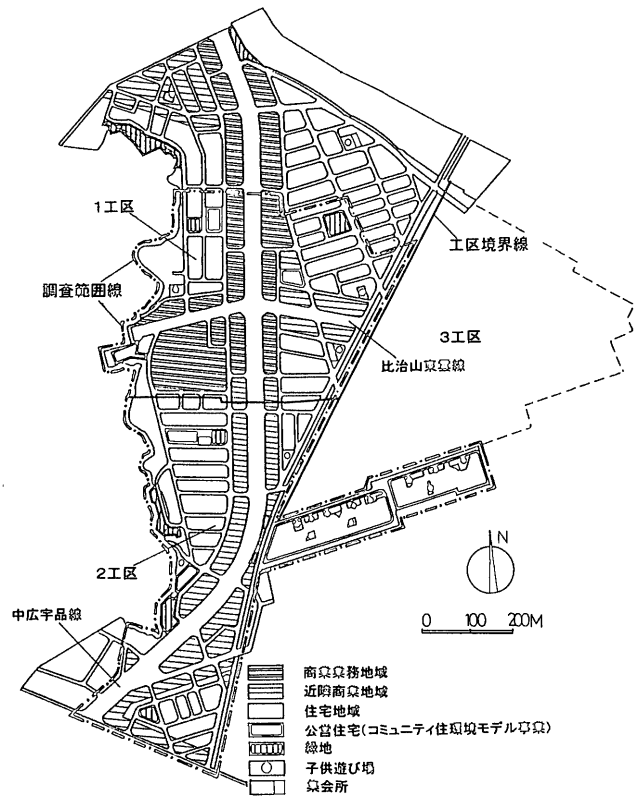 1工区
調査範囲線
工区境界線
3工区
比治山東雲線
2工区
中広宇品線
N
0 100 200M
商業業務地域
近隣商業地域
住宅地域
公営住宅(コミュニティ住環境モデル事業)
緑地
子供遊び場
集会所